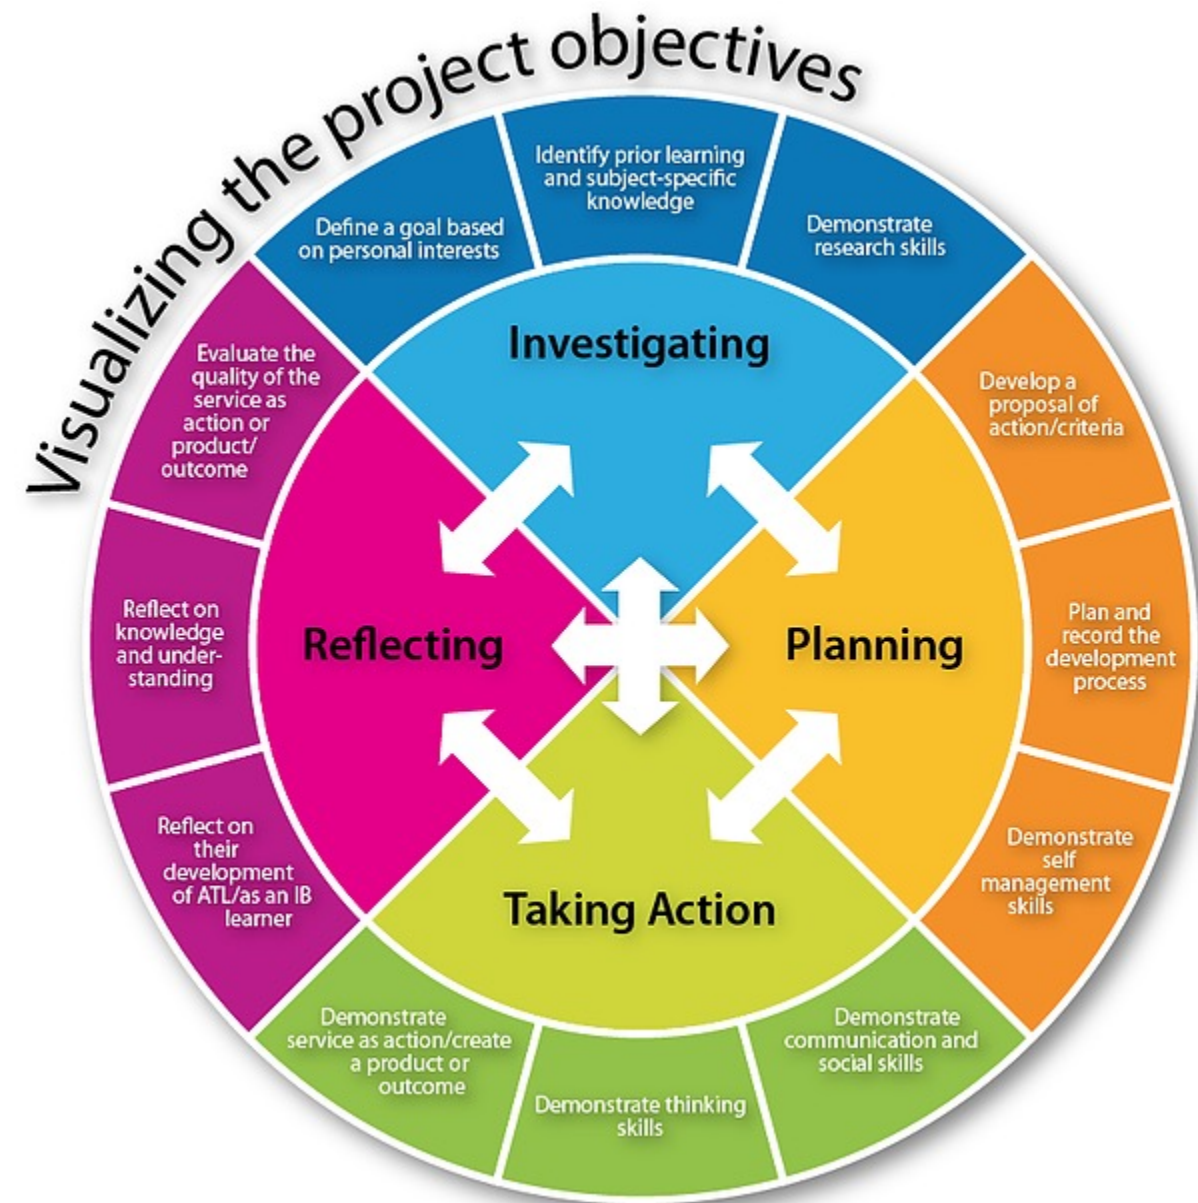 Visualizing the project objectives
Define a goal based
on personal interests
Identify prior learning
and subject-specific
knowledge
Demonstrate
research skills
Investigating
Evaluate the
quality of the
service as
action or
product/
outcome
Develop a
proposal of
action/criteria
Reflect on
knowledge
and under-
standing
Reflecting
Planning
Plan and
record the
development
process
Reflect on
their
development
of ATL/as an IB
learner
Demonstrate
self
management
skills
Taking Action
Demonstrate
service as action/create
a product or
outcome
Demonstrate thinking
skills
Demonstrate
communication and
social skills